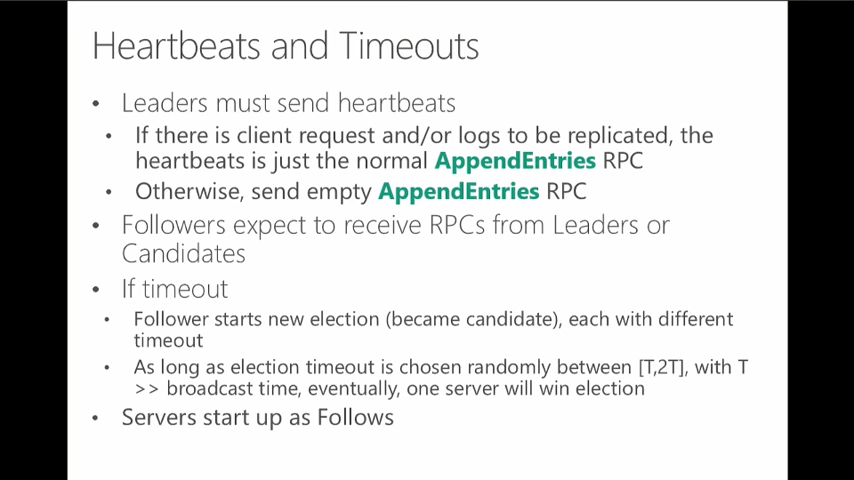 Heartbeats and Timeouts
• Leaders must send heartbeats
• If there is client request and/or logs to be replicated, the
heartbeats is just the normal AppendEntries RPC
• Otherwise, send empty AppendEntries RPC
• Followers expect to receive RPCs from Leaders or
Candidates
• If timeout
• Follower starts new election (became candidate), each with different
timeout
• As long as election timeout is chosen randomly between [T,2T], with T
>> broadcast time, eventually, one server will win election
• Servers start up as Follows